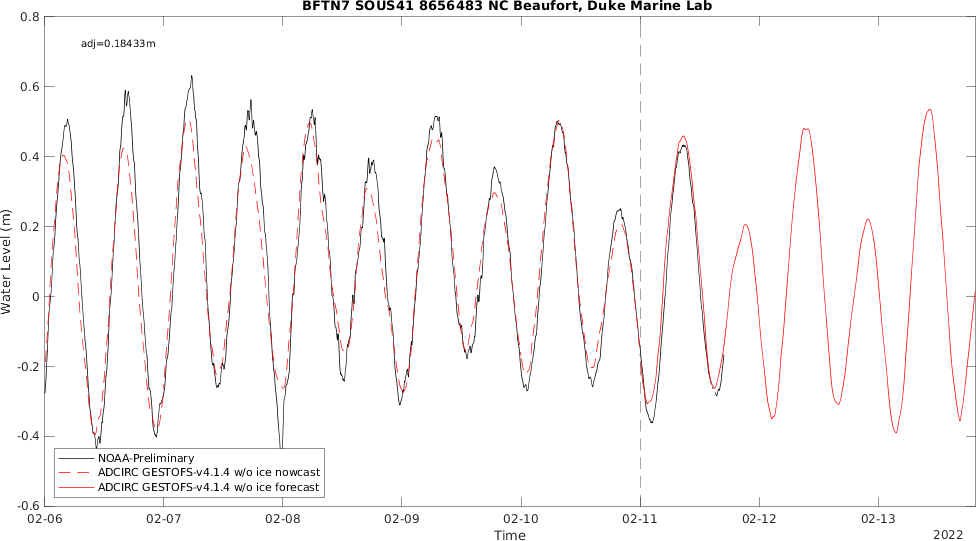 BFTN7 SOUS41 8656483 NC Beaufort, Duke Marine Lab
adj=0.18433m
0.8
0.6
0.4
0.2
0
-0.2
-0.4
-0.6
Water Level (m)
NOAA-Preliminary
ADCIRC GESTOFS-v4.1.4 w/o ice nowcast
ADCIRC GESTOFS-v4.1.4 w/o ice forecast
02-06 02-07 02-08 02-09 02-10 02-11 02-12 02-13
Time
2022